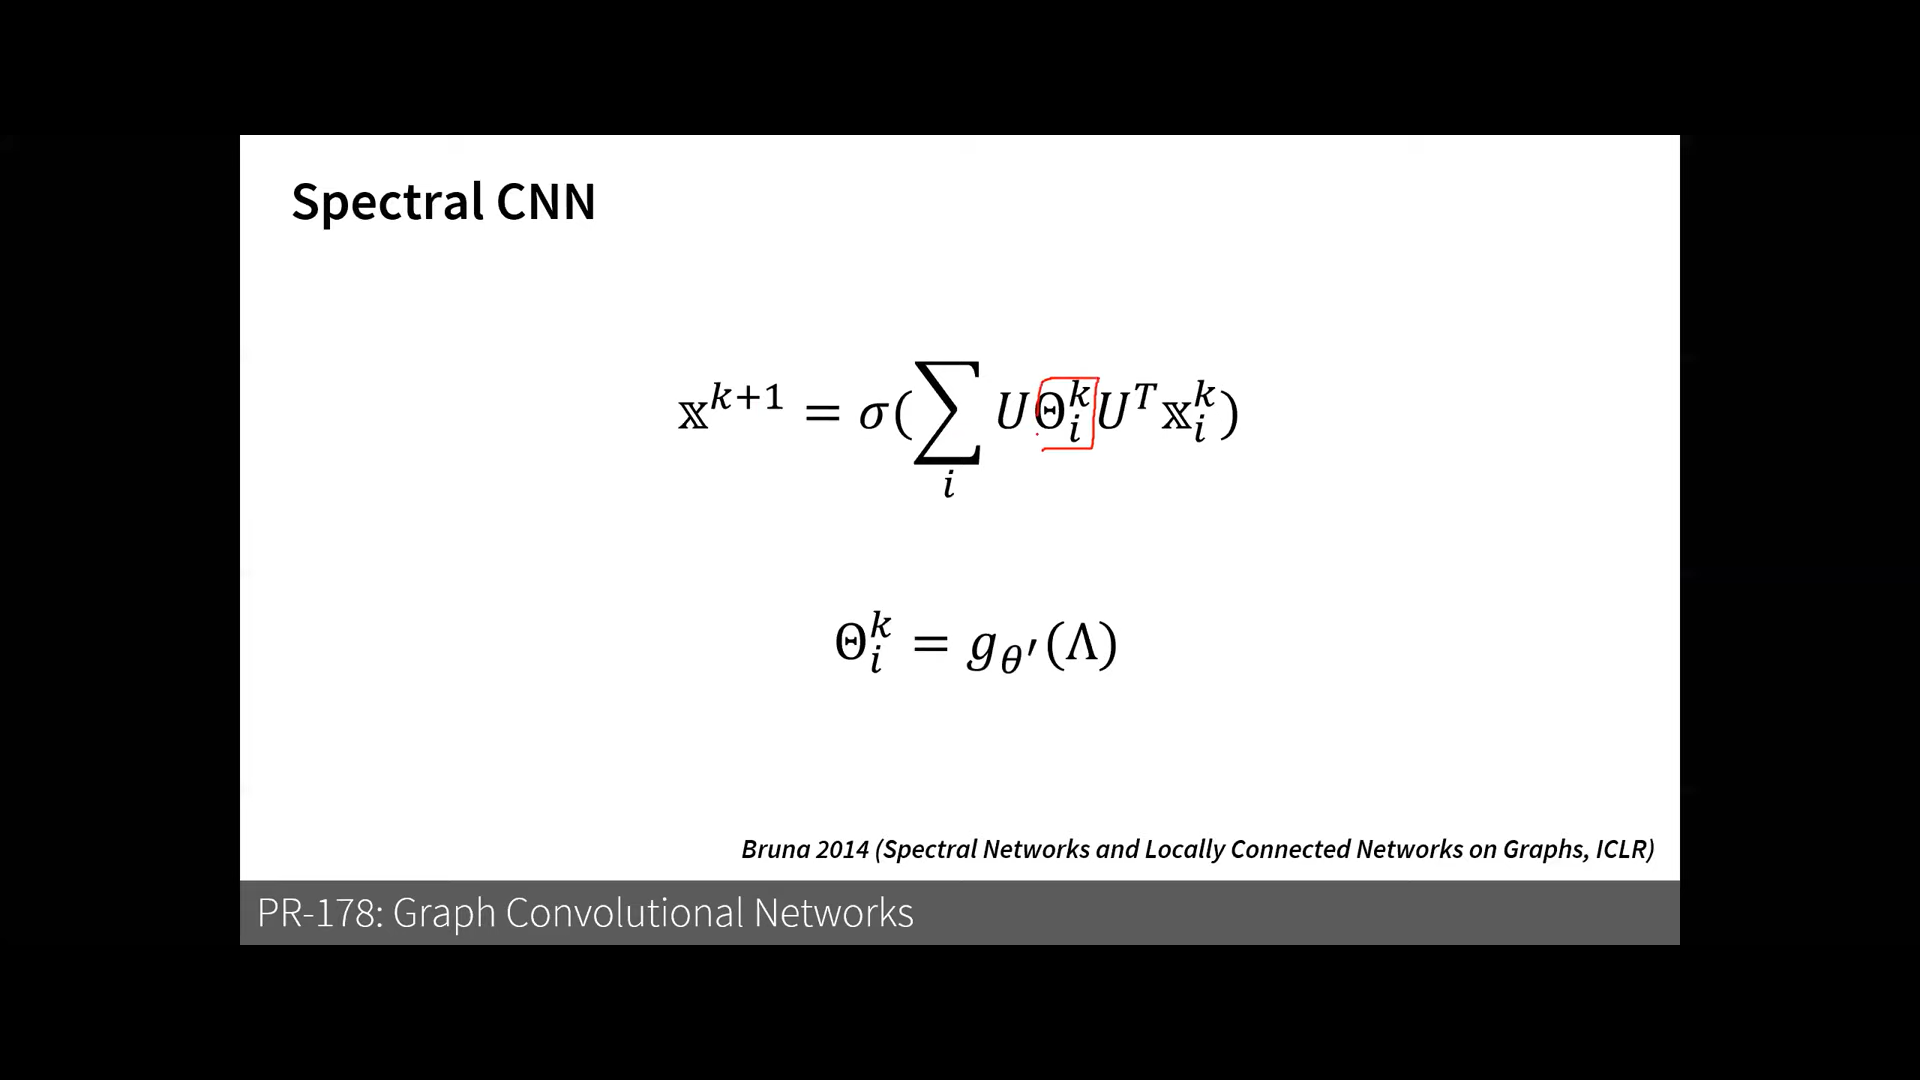 Spectral CNN
𝕩^{k+1} = σ(∑_i UΘ_i^k U^T 𝕩_i^k)
Θ_i^k = g_{θ′}(Λ)
Bruna 2014 (Spectral Networks and Locally Connected Networks on Graphs, ICLR)
PR-178: Graph Convolutional Networks